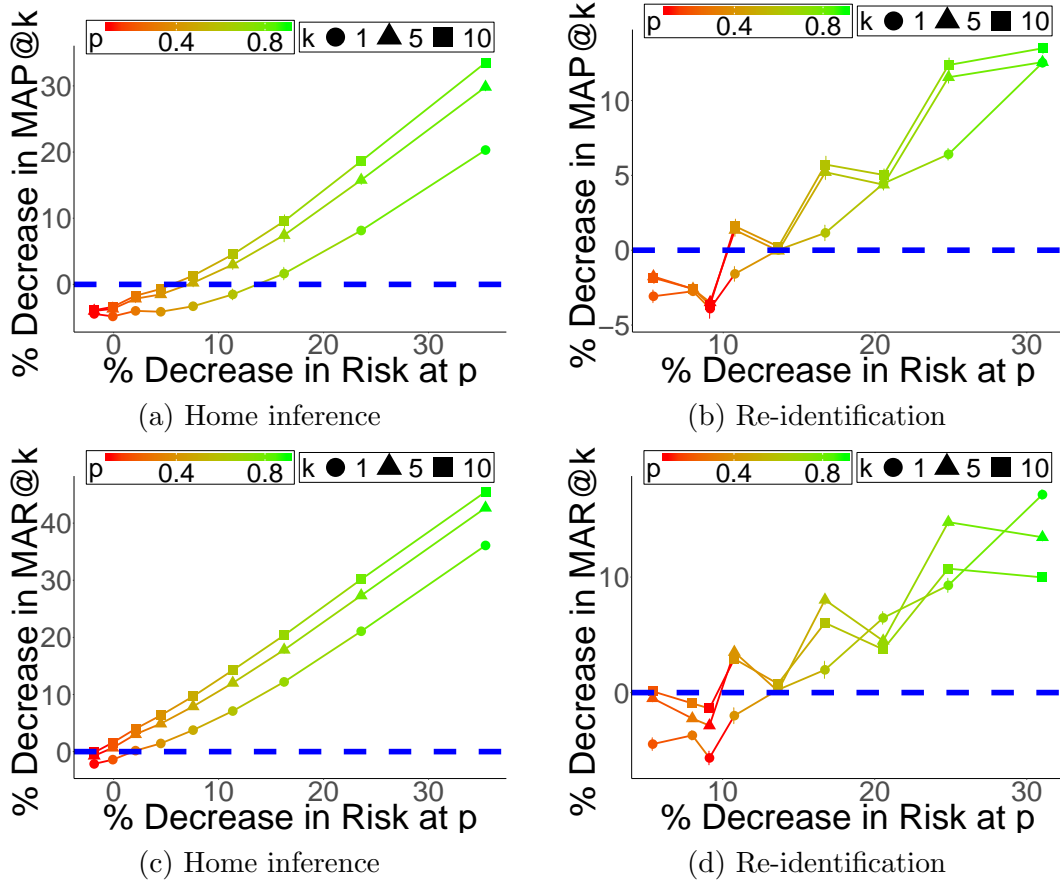 p 0.4 0.8 k 1 5 10
% Decrease in MAP@k
30
20
10
0
0 10 20 30
% Decrease in Risk at p
(a) Home inference
p 0.4 0.8 k 1 5 10
% Decrease in MAP@k
10
5
0
−5
10 20 30
% Decrease in Risk at p
(b) Re-identification
p 0.4 0.8 k 1 5 10
% Decrease in MAR@k
40
30
20
10
0
0 10 20 30
% Decrease in Risk at p
(c) Home inference
p 0.4 0.8 k 1 5 10
% Decrease in MAR@k
10
0
10 20 30
% Decrease in Risk at p
(d) Re-identification